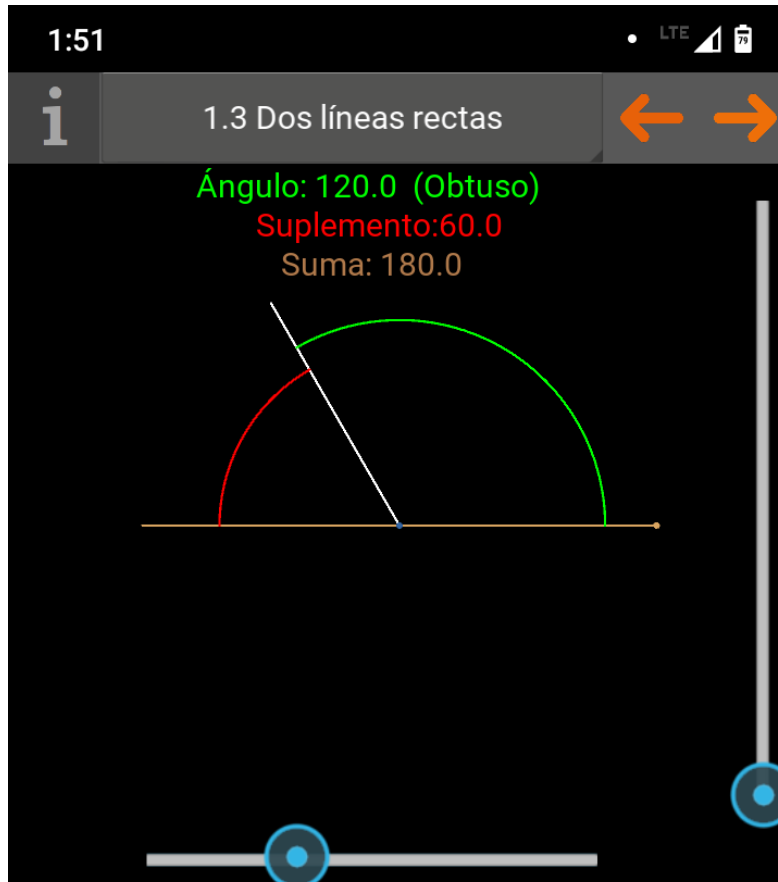 1:51 LTE 79
i 1.3 Dos líneas rectas
Ángulo: 120.0 (Obtuso)
Suplemento:60.0
Suma: 180.0